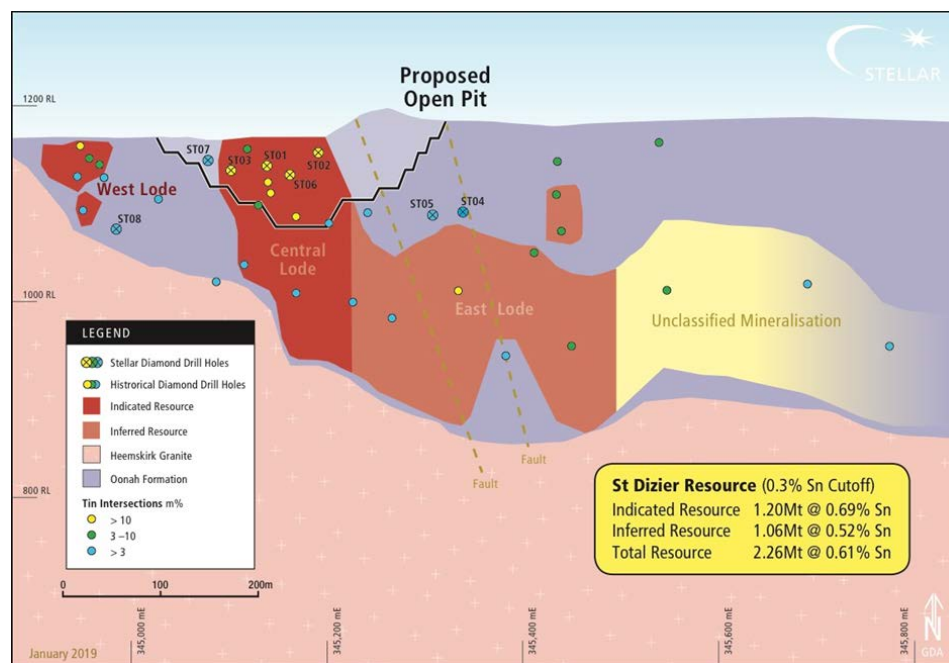 STELLAR
1200 RL
Proposed
Open Pit
ST07
ST03
ST01
ST02
ST06
West Lode
ST05
ST04
ST08
Central
Lode
1000 RL
East Lode
Unclassified Mineralisation
LEGEND
Stellar Diamond Drill Holes
Histrorical Diamond Drill Holes
Indicated Resource
Inferred Resource
Heemskirk Granite
Oonah Formation
Tin Intersections m%
> 10
3 –10
> 3
800 RL
Fault
Fault
St Dizier Resource (0.3% Sn Cutoff)
Indicated Resource 1.20Mt @ 0.69% Sn
Inferred Resource 1.06Mt @ 0.52% Sn
Total Resource 2.26Mt @ 0.61% Sn
0 100 200m
345,000 mE
345,200 mE
345,400 mE
345,600 mE
345,800 mE
N
GDA
January 2019